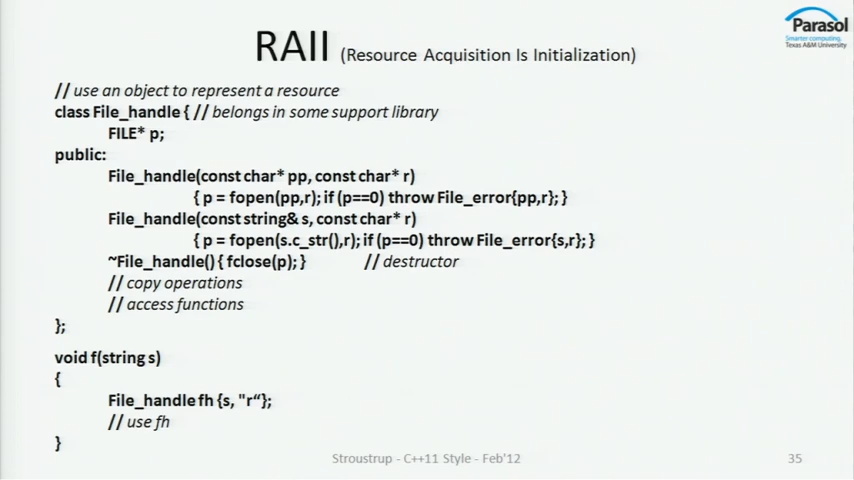 Parasol
Smarter computing.
Texas A&M University
RAII (Resource Acquisition Is Initialization)
// use an object to represent a resource
class File_handle { // belongs in some support library
FILE* p;
public:
File_handle(const char* pp, const char* r)
{ p = fopen(pp,r); if (p==0) throw File_error{pp,r}; }
File_handle(const string& s, const char* r)
{ p = fopen(s.c_str(),r); if (p==0) throw File_error{s,r}; }
~File_handle() { fclose(p); } // destructor
// copy operations
// access functions
};
void f(string s)
{
File_handle fh {s, "r“};
// use fh
}
Stroustrup - C++11 Style - Feb'12
35